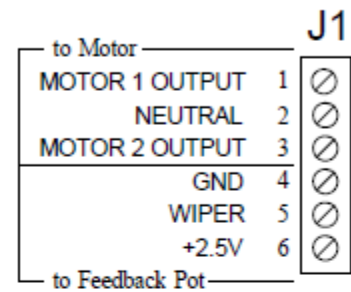 J1
to Motor
MOTOR 1 OUTPUT 1
NEUTRAL 2
MOTOR 2 OUTPUT 3
GND 4
WIPER 5
+2.5V 6
to Feedback Pot